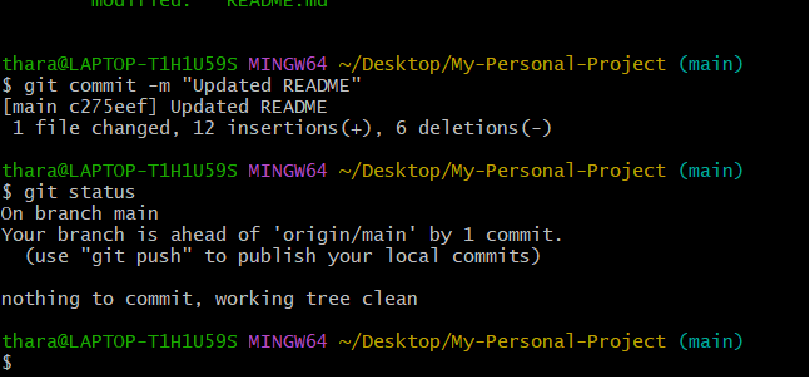 modified: README.md
thara@LAPTOP-T1H1U59S MINGW64 ~/Desktop/My-Personal-Project (main)
$ git commit -m "Updated README"
[main c275eef] Updated README
 1 file changed, 12 insertions(+), 6 deletions(-)
thara@LAPTOP-T1H1U59S MINGW64 ~/Desktop/My-Personal-Project (main)
$ git status
On branch main
Your branch is ahead of 'origin/main' by 1 commit.
  (use "git push" to publish your local commits)
nothing to commit, working tree clean
thara@LAPTOP-T1H1U59S MINGW64 ~/Desktop/My-Personal-Project (main)
$